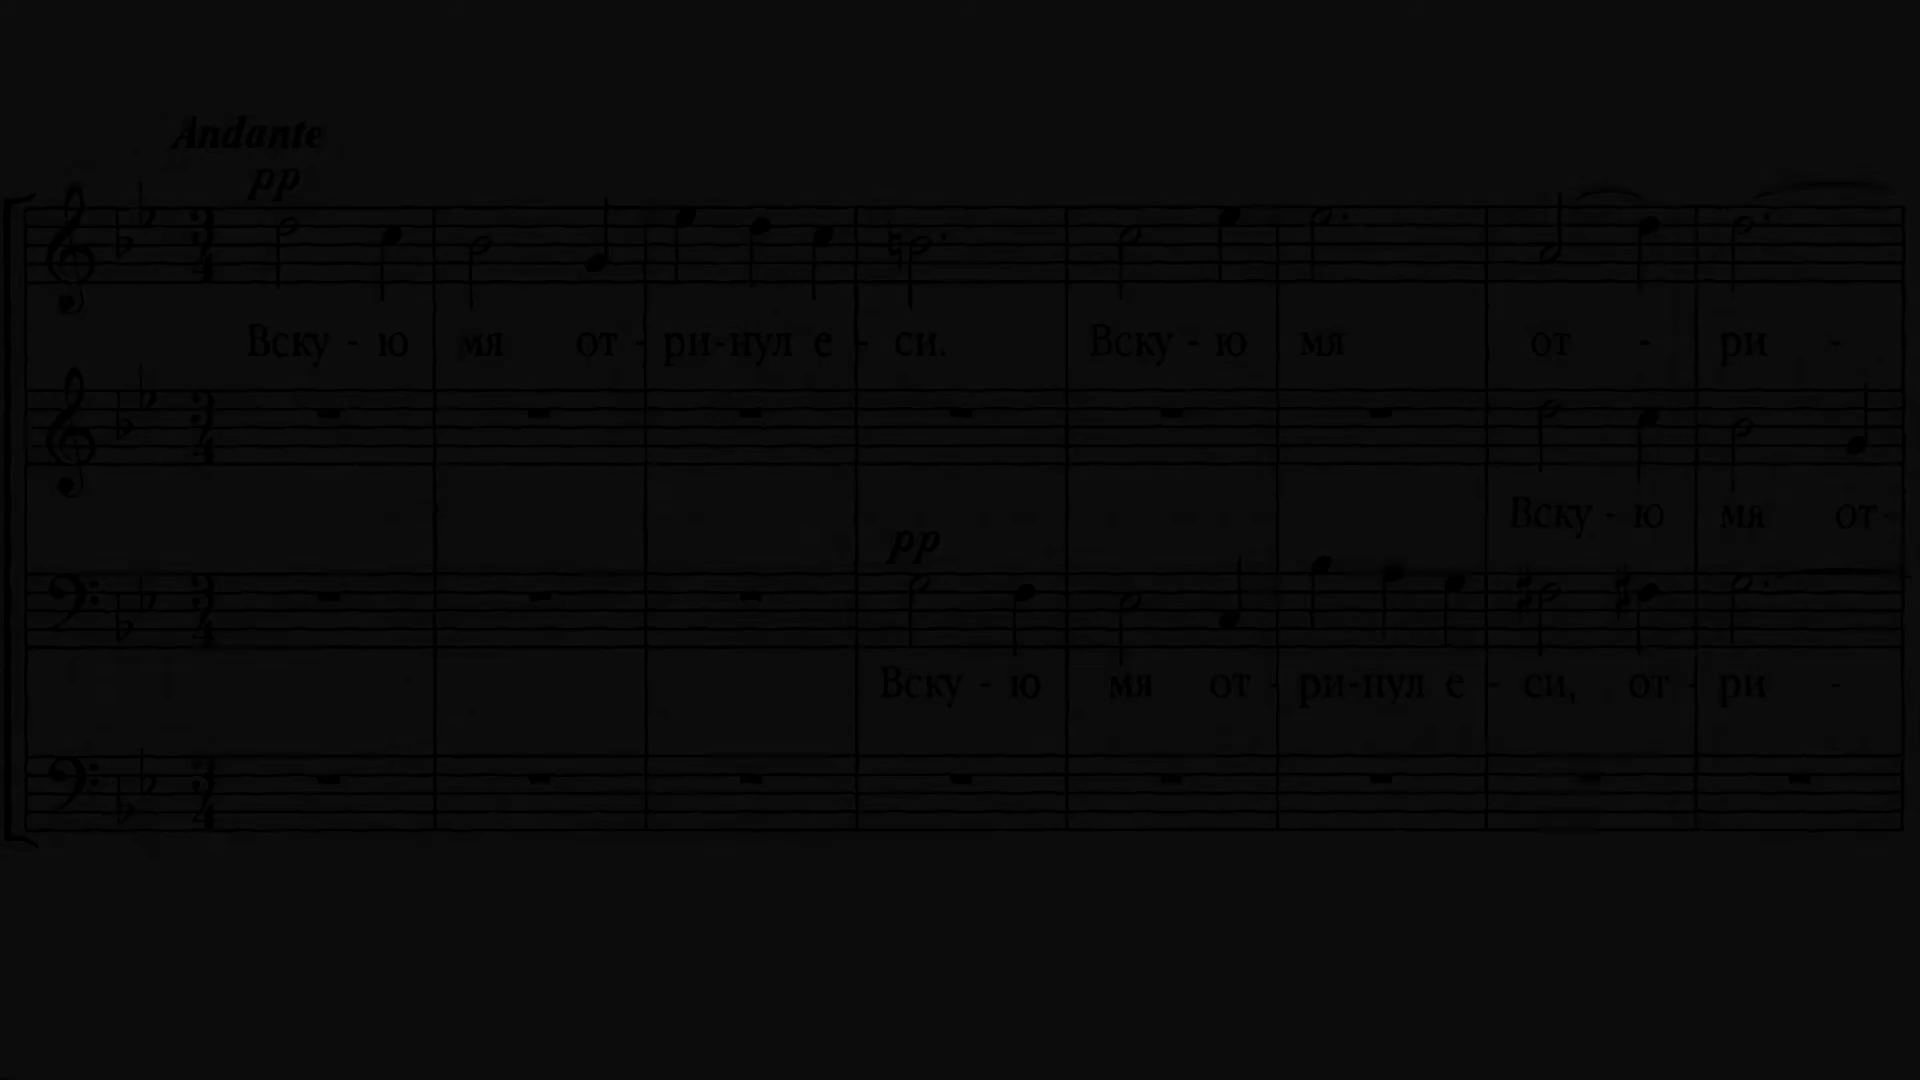 Andante
pp
Вску - ю мя от - ри-нул е - си. Вску - ю мя от - ри -
Вску - ю мя от -
pp
Вску - ю мя от - ри-нул е - си, от - ри -